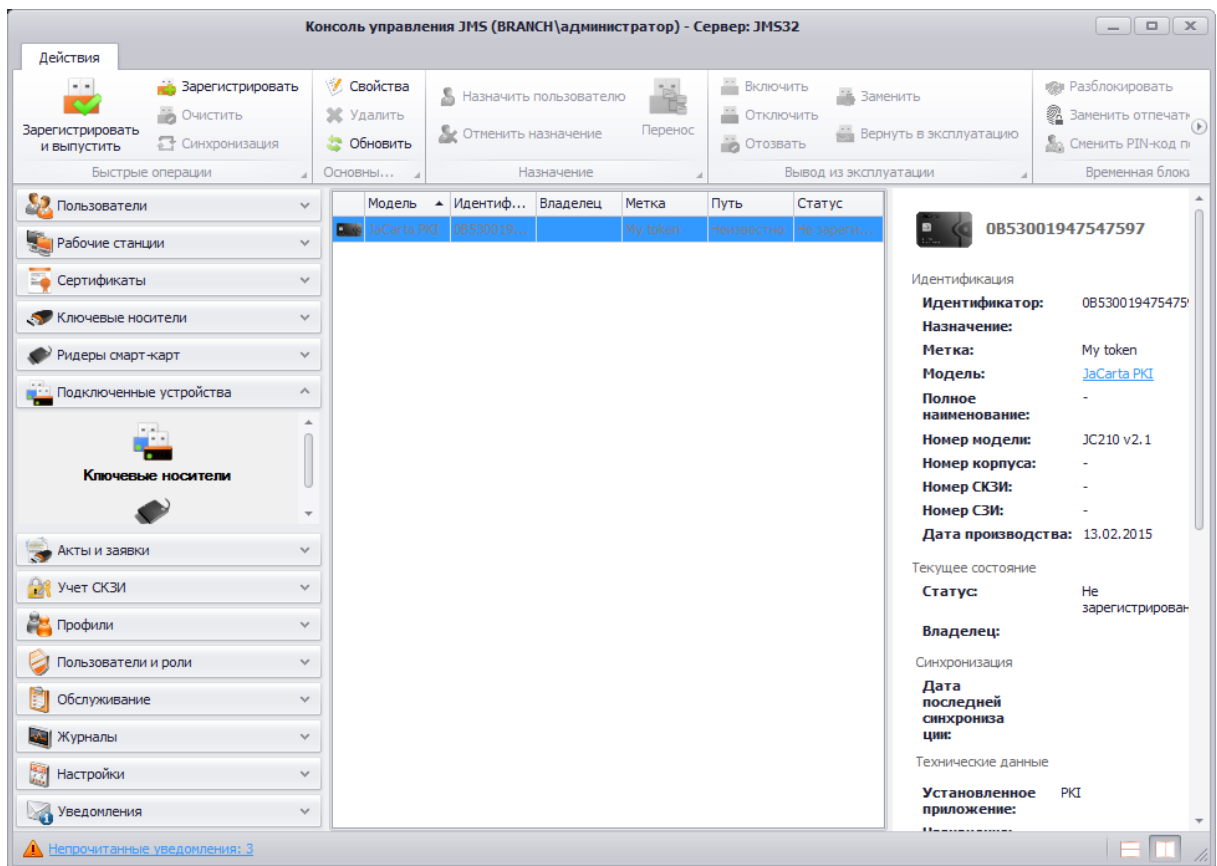 Консоль управления JMS (BRANCH\администратор) - Сервер: JMS32
Действия
Зарегистрировать и выпустить
Зарегистрировать
Очистить
Синхронизация
Быстрые операции
Свойства
Удалить
Обновить
Основны...
Назначить пользователю
Отменить назначение
Перенос
Назначение
Включить
Отключить
Отозвать
Заменить
Вернуть в эксплуатацию
Вывод из эксплуатации
Разблокировать
Заменить отпечатк
Сменить PIN-код п
Временная блок
Пользователи
Рабочие станции
Сертификаты
Ключевые носители
Ридеры смарт-карт
Подключенные устройства
Ключевые носители
Акты и заявки
Учет СКЗИ
Профили
Пользователи и роли
Обслуживание
Журналы
Настройки
Уведомления
Модель Идентиф... Владелец Метка Путь Статус
JaCarta PKI 0B530019... My token Неизвестно Не зареги...
0B53001947547597
Идентификация
Идентификатор: 0B5300194754759
Назначение:
Метка: My token
Модель: JaCarta PKI
Полное наименование: -
Номер модели: JC210 v2.1
Номер корпуса: -
Номер СКЗИ: -
Номер СЗИ: -
Дата производства: 13.02.2015
Текущее состояние
Статус: Не зарегистрирован
Владелец:
Синхронизация
Дата
последней
синхрониза
ции:
Технические данные
Установленное приложение: PKI
Непрочитанные уведомления: 3